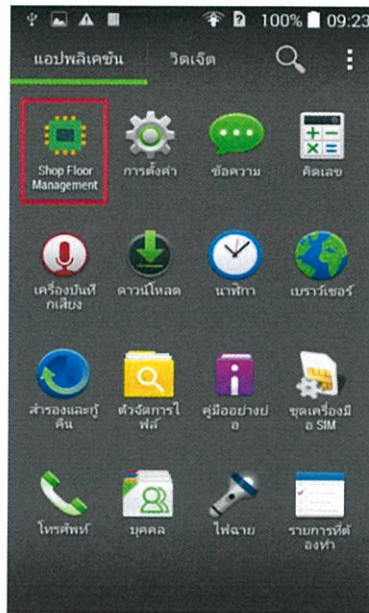 100% 09:23
แอปพลิเคชัน วิดเจ็ต
Shop Floor
Management
การตั้งค่า
ข้อความ
คิดเลข
เครื่องบันทึ
กเสียง
ดาวน์โหลด
นาฬิกา
เบราว์เซอร์
สำรองและกู้
คืน
ตัวจัดการไ
ฟล์
คู่มืออย่างย่
อ
ชุดเครื่องมื
อ SIM
โทรศัพท์
บุคคล
ไฟฉาย
รายการที่ต้
องทำ